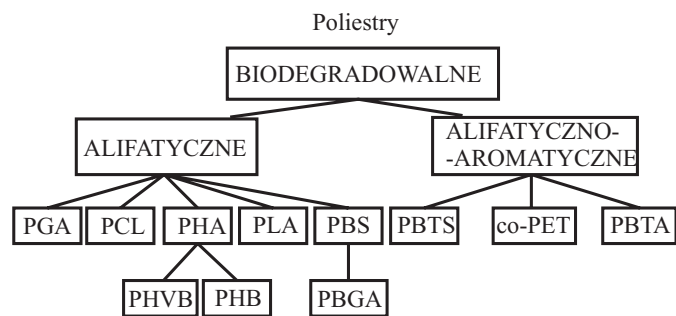 Poliestry
BIODEGRADOWALNE
ALIFATYCZNE
ALIFATYCZNO-
-AROMATYCZNE
PGA PCL PHA PLA PBS PBTS co-PET PBTA
PHVB PHB PBGA